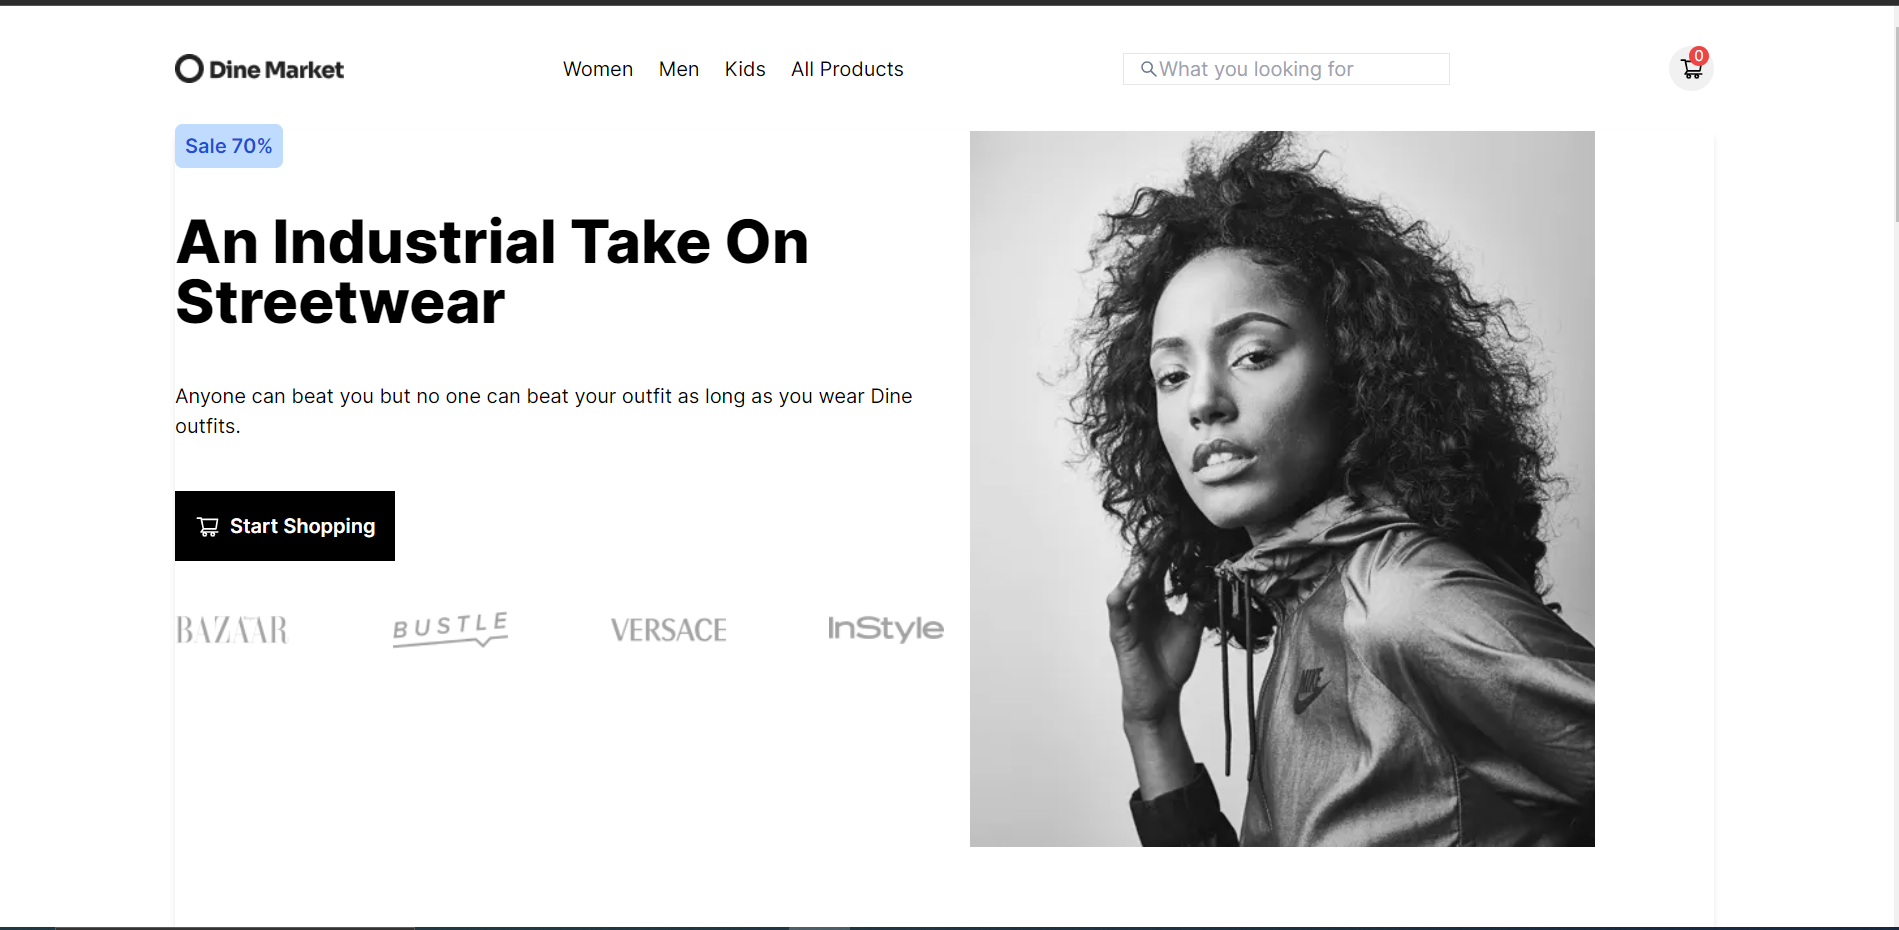 Dine Market
Women Men Kids All Products
What you looking for
0
Sale 70%
An Industrial Take On
Streetwear
Anyone can beat you but no one can beat your outfit as long as you wear Dine
outfits.
Start Shopping
BAZAAR
BUSTLE
VERSACE
InStyle
NIKE